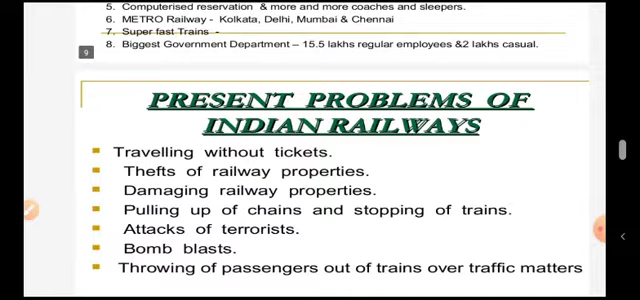 5. Computerised reservation & more and more coaches and sleepers.
6. METRO Railway - Kolkata, Delhi, Mumbai & Chennai
7. Super fast Trains -
8. Biggest Government Department – 15.5 lakhs regular employees &2 lakhs casual.
9
PRESENT PROBLEMS OF
INDIAN RAILWAYS
Travelling without tickets.
Thefts of railway properties.
Damaging railway properties.
Pulling up of chains and stopping of trains.
Attacks of terrorists.
Bomb blasts.
Throwing of passengers out of trains over traffic matters